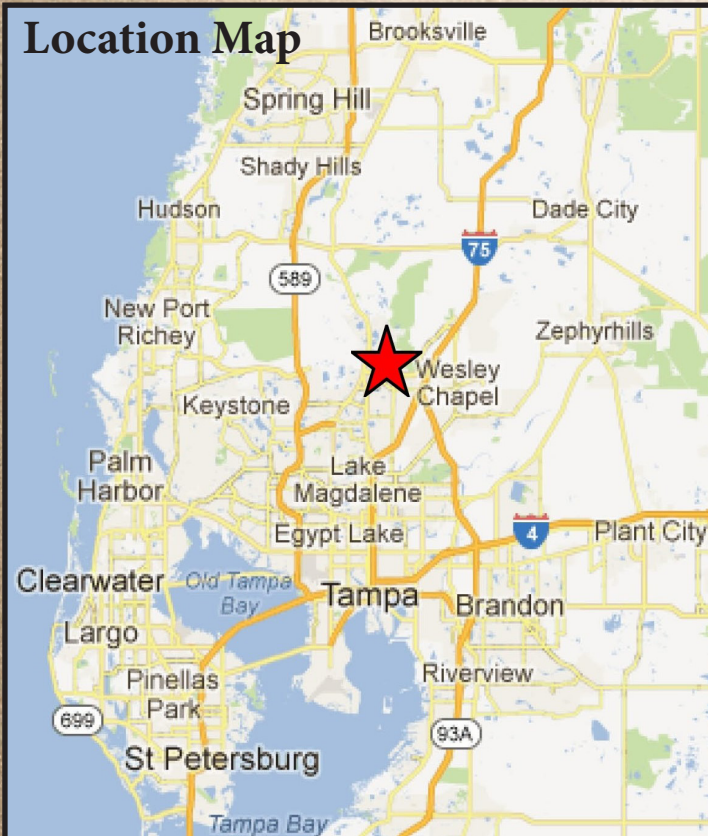 Location Map
Brooksville
Spring Hill
Shady Hills
Hudson
Dade City
75
589
New Port
Richey
Zephyrhills
Wesley
Chapel
Keystone
Palm
Harbor
Lake
Magdalene
Egypt Lake
4
Plant City
Clearwater
Old Tampa
Bay
Tampa
Brandon
Largo
Pinellas
Park
Riverview
699
93A
St Petersburg
Tampa Bay